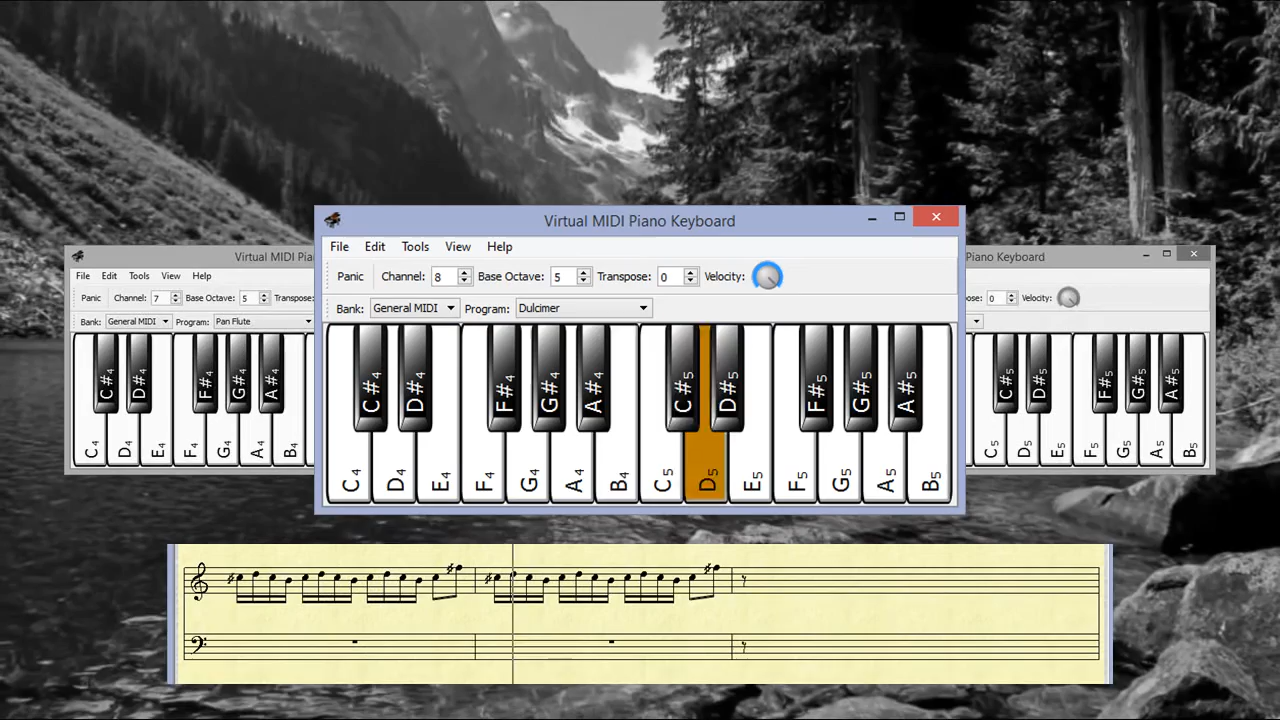 Virtual MIDI Piano Keyboard
File Edit Tools View Help
Panic Channel: 8 Base Octave: 5 Transpose: 0 Velocity:
Bank: General MIDI Program: Dulcimer
C#4 D#4 F#4 G#4 A#4 C#5 D#5 F#5 G#5 A#5
C4 D4 E4 F4 G4 A4 B4 C5 D5 E5 F5 G5 A5 B5
Virtual MIDI Pia
File Edit Tools View Help
Panic Channel: 7 Base Octave: 5 Transpose:
Bank: General MIDI Program: Pan Flute
C#4 D#4 F#4 G#4 A#4
C4 D4 E4 F4 G4 A4 B4
Piano Keyboard
0 Velocity:
C#5 D#5 F#5 G#5 A#5
C5 D5 E5 F5 G5 A5 B5